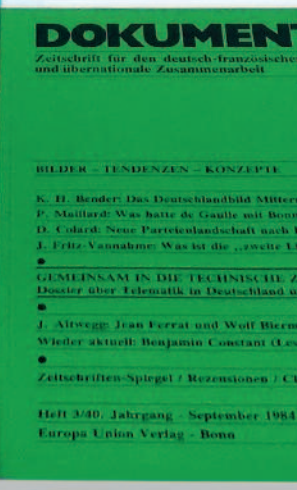 DOKUMENT
Zeitschrift für den deutsch-französische
und übernationale Zusammenarbeit
BILDER – TENDENZEN – KONZEPTE
K. H. Bender: Das Deutschlandbild Mitterr
P. Maillard: Was hatte de Gaulle mit Bonn
D. Colard: Neue Parteienlandschaft nach
J. Fritz-Vannahme: Was ist die „zweite
GEMEINSAM IN DIE TECHNISCHE Z
Dossier über Telematik in Deutschland u
J. Altwegg: Jean Ferrat und Wolf Bierm
Wieder aktuell: Benjamin Constant (Les
Zeitschriften-Spiegel / Rezensionen /
Heft 3/40. Jahrgang - September 1984
Europa Union Verlag - Bonn